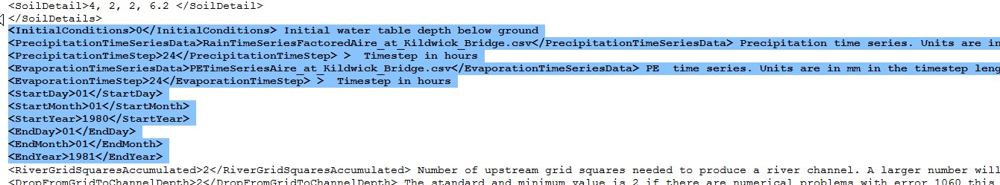 <SoilDetail>4, 2, 2, 6.2 </SoilDetail>
</SoilDetails>
<InitialConditions>0</InitialConditions> Initial water table depth below ground
<PrecipitationTimeSeriesData>RainTimeSeriesFactoredAire_at_Kildwick_Bridge.csv</PrecipitationTimeSeriesData> Precipitation time series. Units are in
<PrecipitationTimeStep>24</PrecipitationTimeStep> >  Timestep in hours
<EvaporationTimeSeriesData>PETimeSeriesAire_at_Kildwick_Bridge.csv</EvaporationTimeSeriesData> PE  time series. Units are in mm in the timestep leng
<EvaporationTimeStep>24</EvaporationTimeStep> >  Timestep in hours
<StartDay>01</StartDay>
<StartMonth>01</StartMonth>
<StartYear>1980</StartYear>
<EndDay>01</EndDay>
<EndMonth>01</EndMonth>
<EndYear>1981</EndYear>
<RiverGridSquaresAccumulated>2</RiverGridSquaresAccumulated> Number of upstream grid squares needed to produce a river channel. A larger number will
<DropFromGridToChannelDepth>2</DropFromGridToChannelDepth> The standard and minimum value is 2 if there are numerical problems with error 1060 this